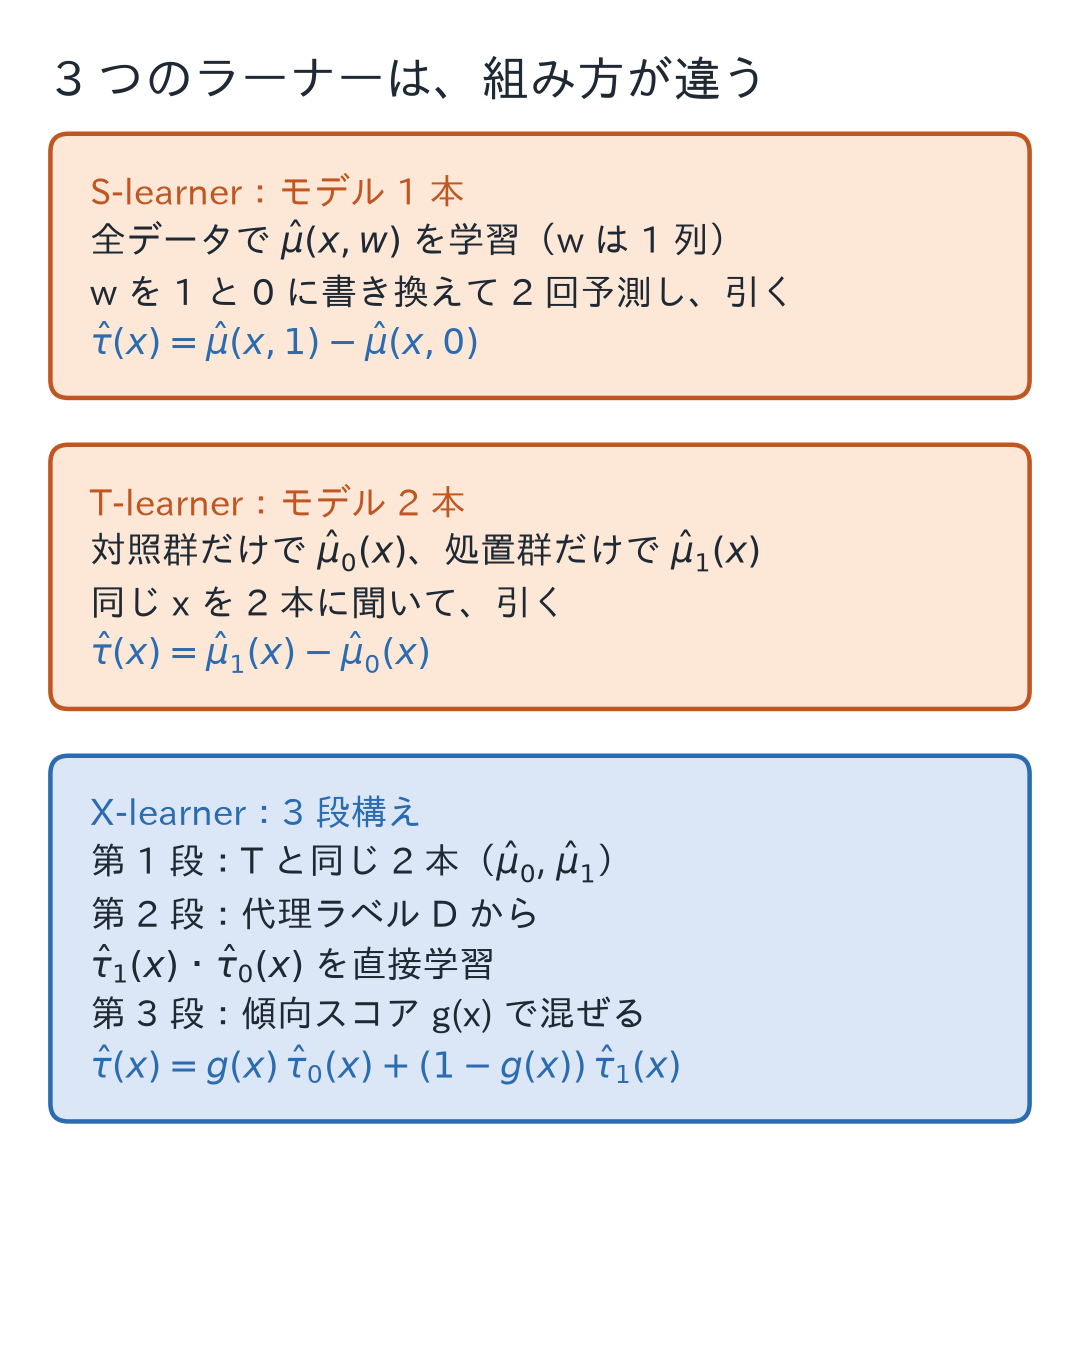 3 つのラーナーは、組み方が違う
S-learner：モデル 1 本
全データで μ̂(x, w) を学習（w は 1 列）
w を 1 と 0 に書き換えて 2 回予測し、引く
τ̂(x) = μ̂(x, 1) − μ̂(x, 0)
T-learner：モデル 2 本
対照群だけで μ̂₀(x)、処置群だけで μ̂₁(x)
同じ x を 2 本に聞いて、引く
τ̂(x) = μ̂₁(x) − μ̂₀(x)
X-learner：3 段構え
第 1 段：T と同じ 2 本（μ̂₀, μ̂₁）
第 2 段：代理ラベル D から
τ̂₁(x)・τ̂₀(x) を直接学習
第 3 段：傾向スコア g(x) で混ぜる
τ̂(x) = g(x) τ̂₀(x) + (1 − g(x)) τ̂₁(x)